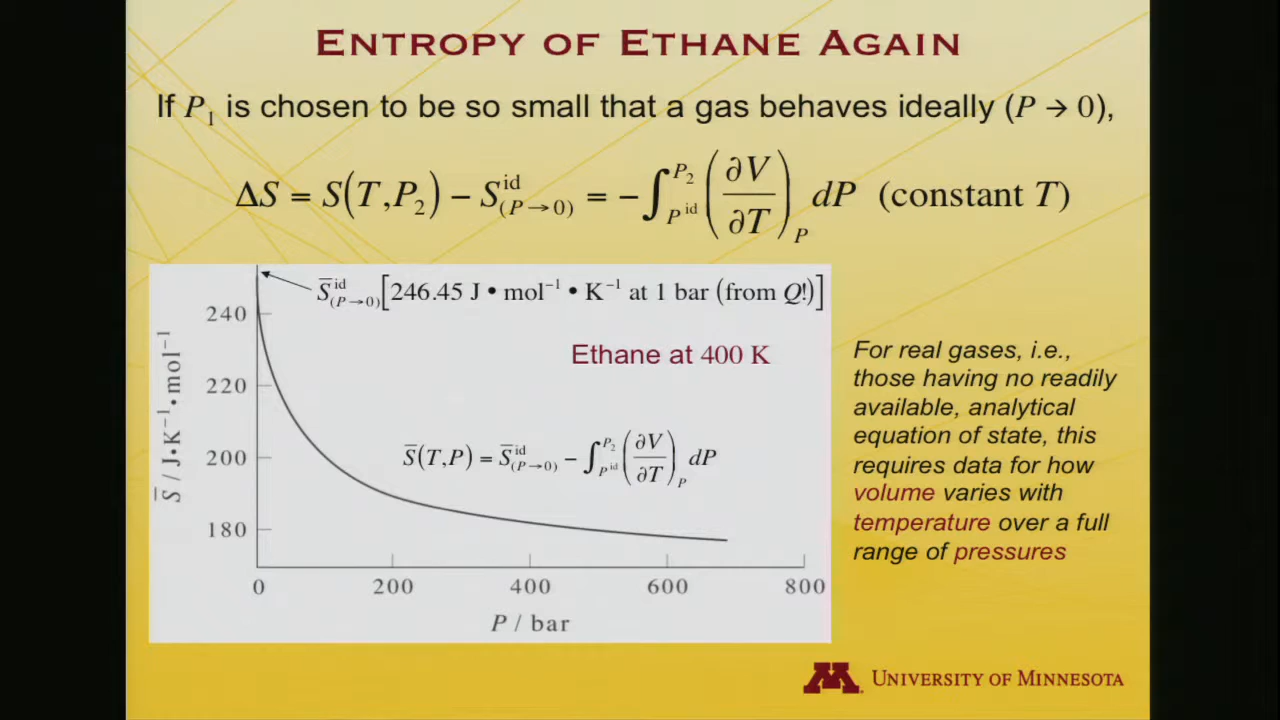 ENTROPY OF ETHANE AGAIN
If P₁ is chosen to be so small that a gas behaves ideally (P → 0),
ΔS = S(T,P₂) − S^id_(P→0) = −∫_{P^id}^{P₂} (∂V/∂T)_P dP (constant T)
S̄^id_(P→0) [246.45 J • mol⁻¹ • K⁻¹ at 1 bar (from Q!)]
Ethane at 400 K
S̄(T,P) = S̄^id_(P→0) − ∫_{P^id}^{P₂} (∂V/∂T)_P dP
S̄ / J•K⁻¹•mol⁻¹
240
220
200
180
0 200 400 600 800
P / bar
For real gases, i.e.,
those having no readily
available, analytical
equation of state, this
requires data for how
volume varies with
temperature over a full
range of pressures
M UNIVERSITY OF MINNESOTA